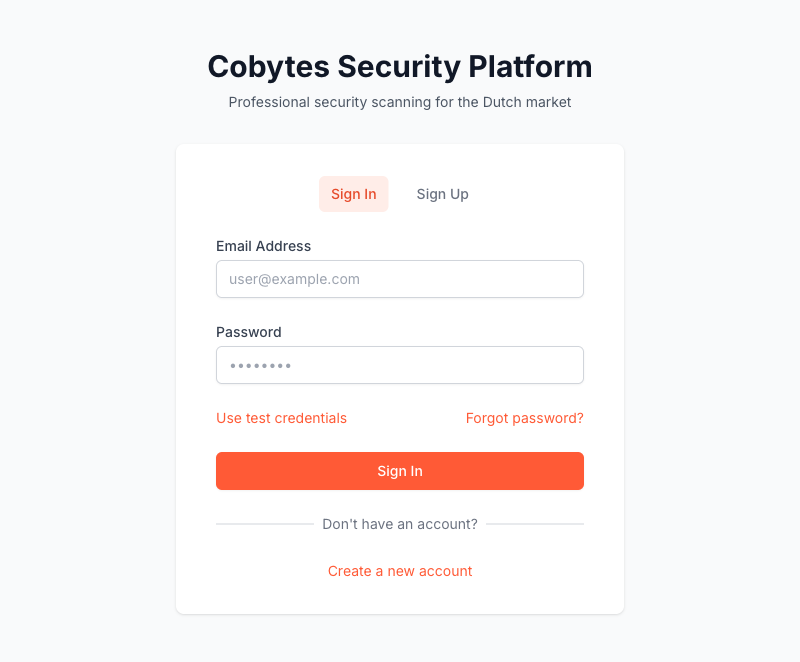 Cobytes Security Platform
Professional security scanning for the Dutch market
Sign In Sign Up
Email Address
user@example.com
Password
••••••••
Use test credentials Forgot password?
Sign In
Don't have an account?
Create a new account